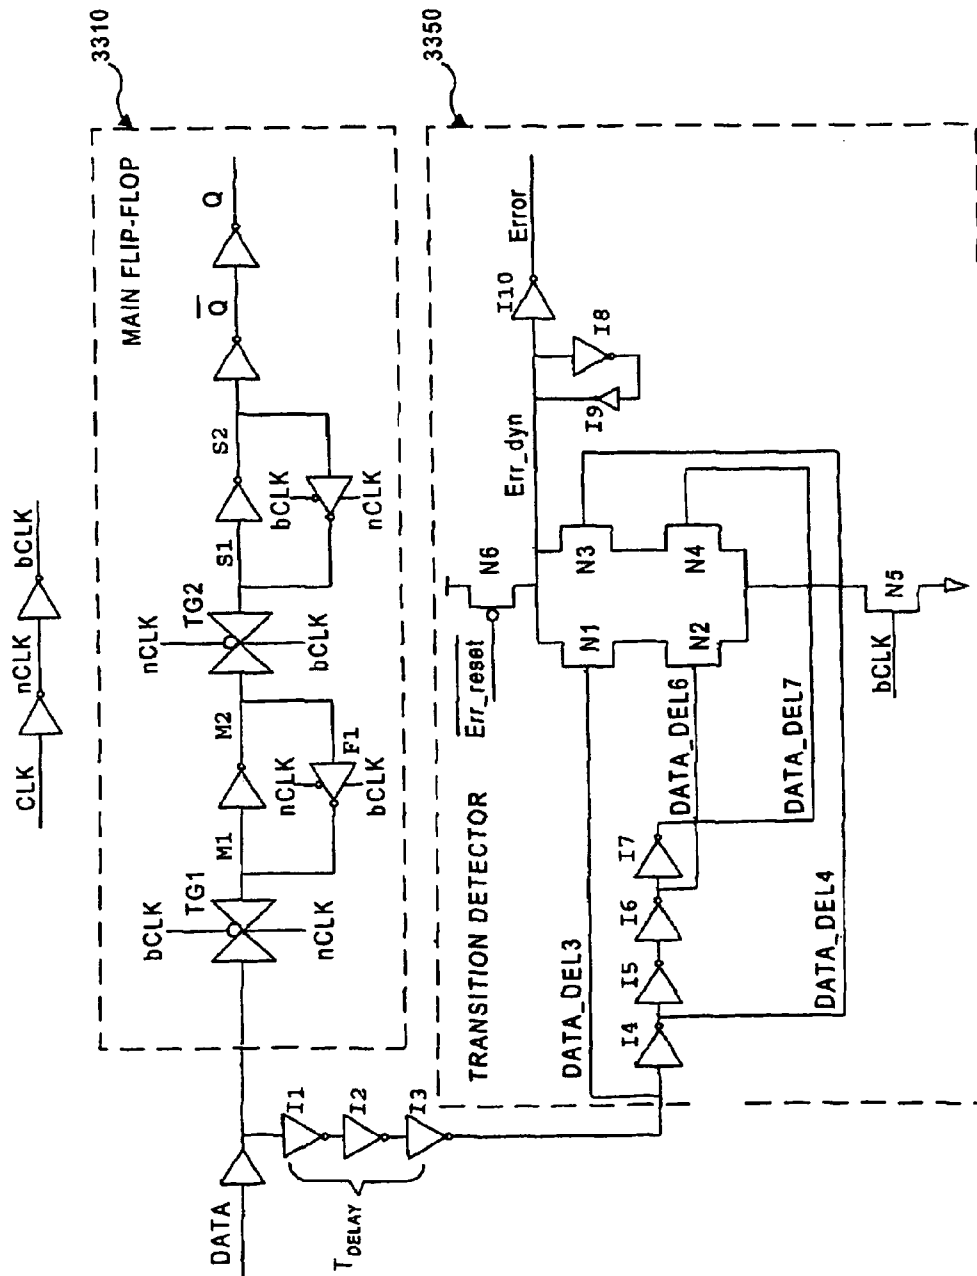 CLK
nCLK
bCLK
3310
MAIN FLIP-FLOP
bCLK
TG1
nCLK
M1
M2
nCLK
F1
bCLK
nCLK
TG2
bCLK
S1
S2
bCLK
nCLK
Q
Q
DATA
I1
I2
I3
TDELAY
3350
TRANSITION DETECTOR
DATA_DEL3
I4
I5
I6
I7
DATA_DEL6
DATA_DEL7
DATA_DEL4
Err_reset
N6
Err_dyn
N1
N2
N3
N4
bCLK
N5
I9
I8
I10
Error